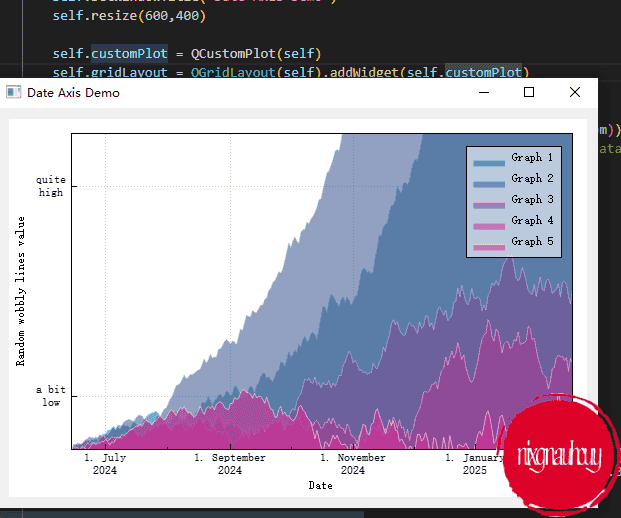 self.resize(600,400)
self.customPlot = QCustomPlot(self)
self.gridLayout = QGridLayout(self).addWidget(self.customPlot)
Date Axis Demo
om))
ata
quite
high
a bit
low
Random wobbly lines value
Graph 1
Graph 2
Graph 3
Graph 4
Graph 5
1. July
2024
1. September
2024
1. November
2024
1. January
2025
Date